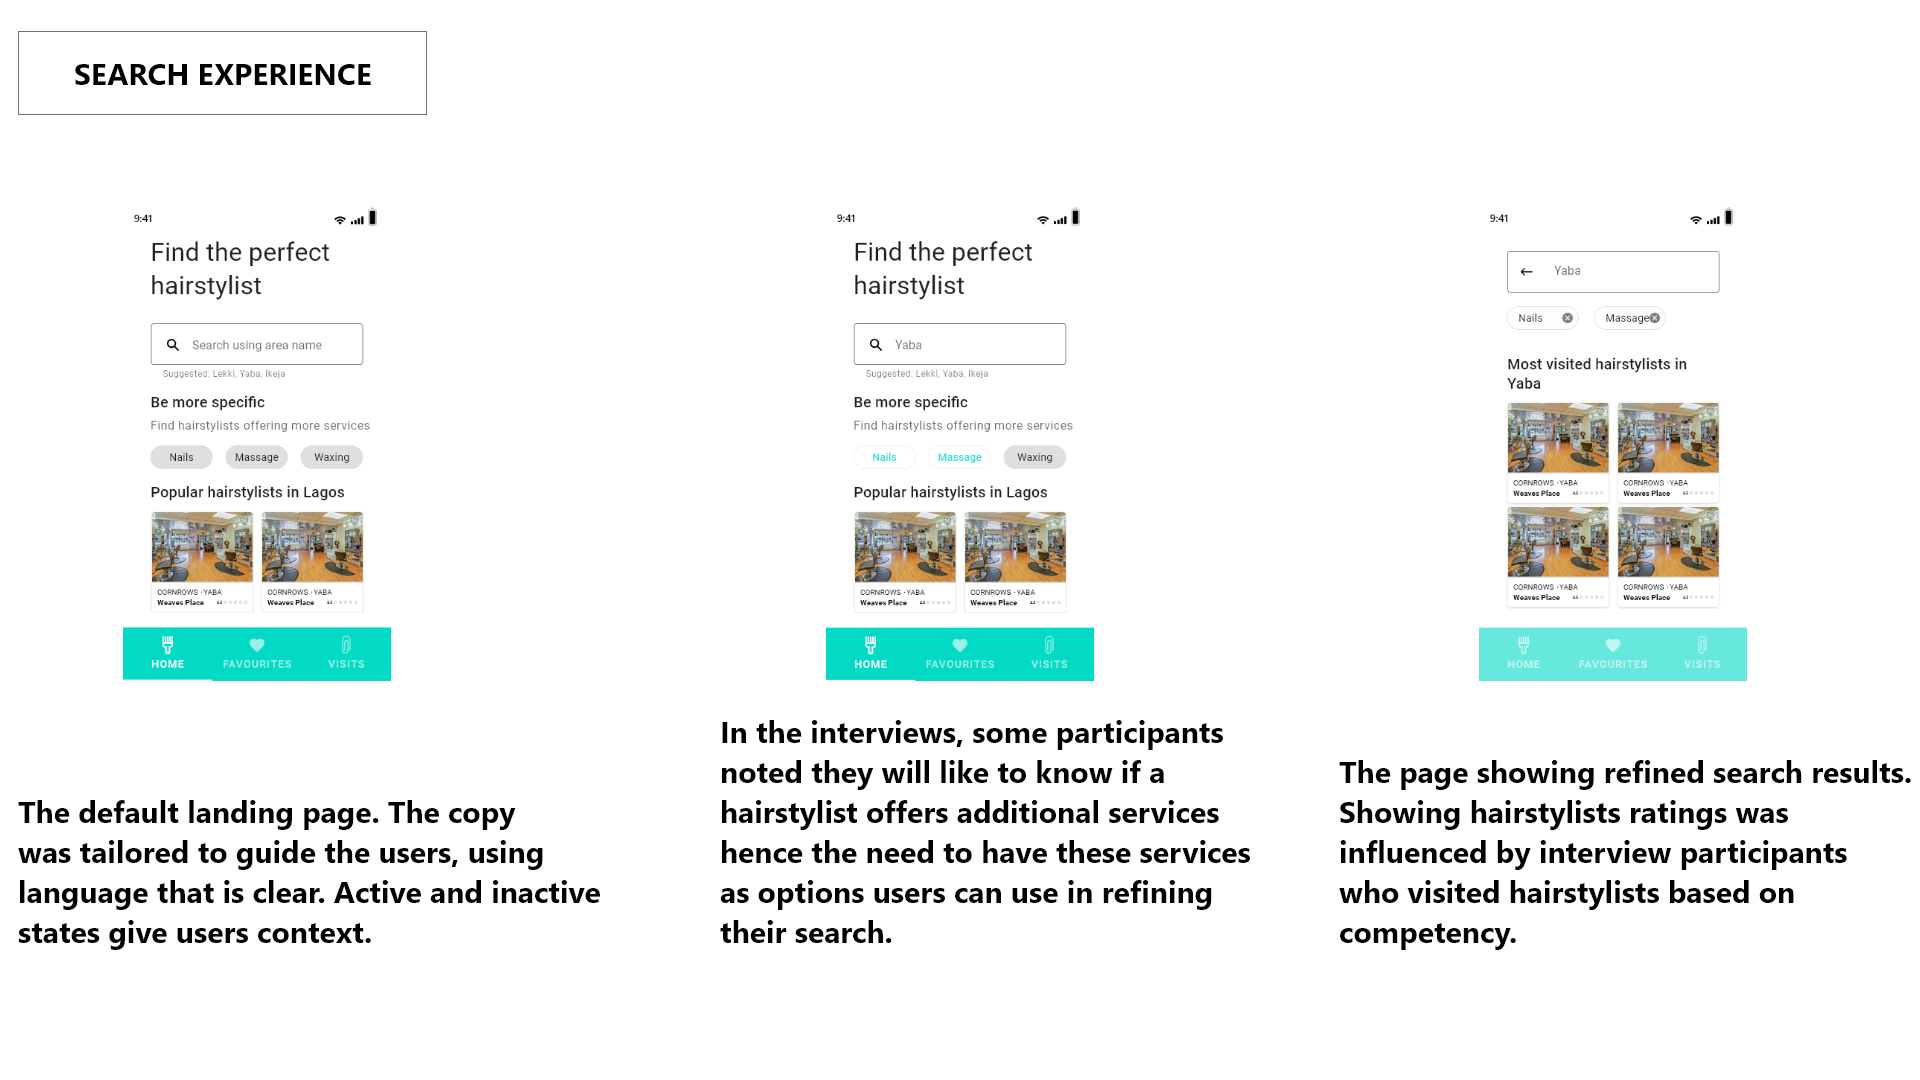 SEARCH EXPERIENCE
9:41
Find the perfect
hairstylist
Search using area name
Suggested: Lekki, Yaba, Ikeja
Be more specific
Find hairstylists offering more services
Nails Massage Waxing
Popular hairstylists in Lagos
CORNROWS · YABA CORNROWS · YABA
Weaves Place Weaves Place
HOME FAVOURITES VISITS
The default landing page. The copy
was tailored to guide the users, using
language that is clear. Active and inactive
states give users context.
9:41
Find the perfect
hairstylist
Yaba
Suggested: Lekki, Yaba, Ikeja
Be more specific
Find hairstylists offering more services
Nails Massage Waxing
Popular hairstylists in Lagos
CORNROWS · YABA CORNROWS · YABA
Weaves Place Weaves Place
HOME FAVOURITES VISITS
In the interviews, some participants
noted they will like to know if a
hairstylist offers additional services
hence the need to have these services
as options users can use in refining
their search.
9:41
Yaba
Nails Massage
Most visited hairstylists in
Yaba
CORNROWS · YABA CORNROWS · YABA
Weaves Place Weaves Place
CORNROWS · YABA CORNROWS · YABA
Weaves Place Weaves Place
HOME FAVOURITES VISITS
The page showing refined search results.
Showing hairstylists ratings was
influenced by interview participants
who visited hairstylists based on
competency.